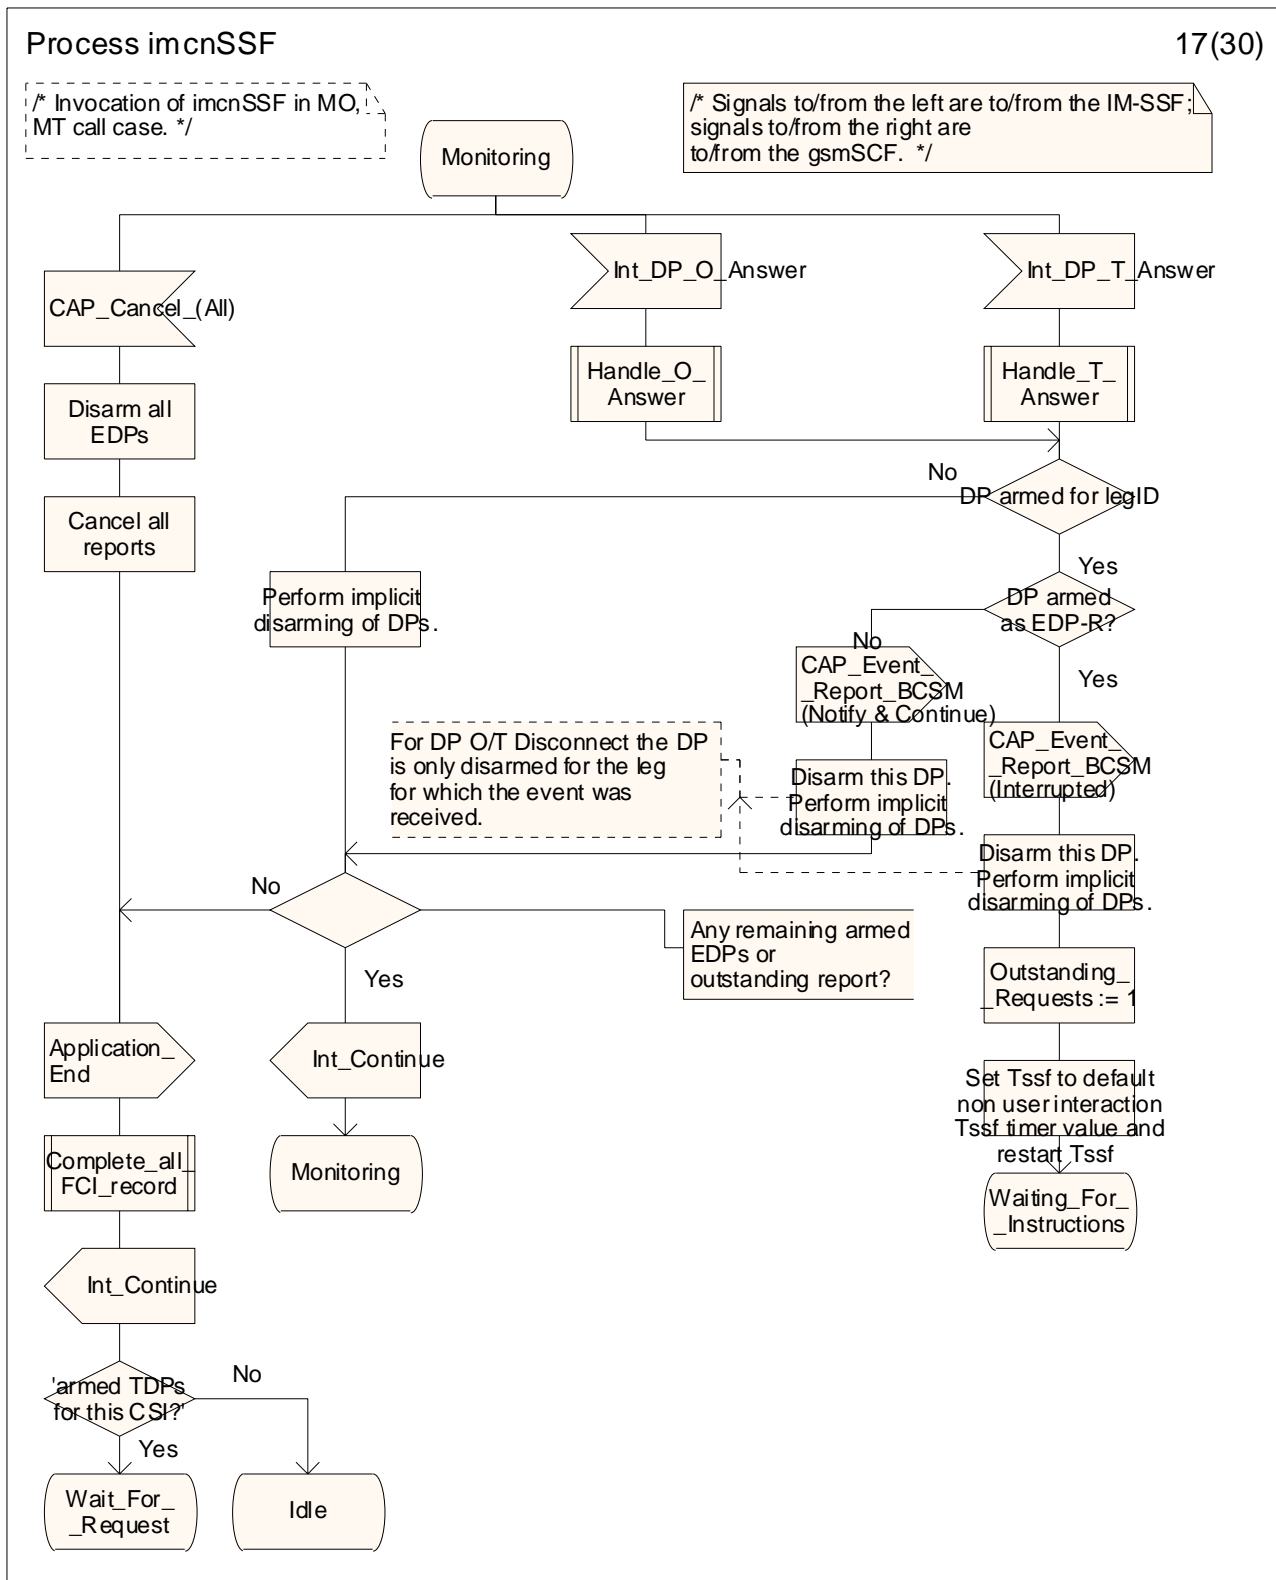 Process imcnSSF
17(30)
/* Invocation of imcnSSF in MO,
MT call case. */
/* Signals to/from the left are to/from the IM-SSF;
signals to/from the right are
to/from the gsmSCF. */
Monitoring
CAP_Cancel_(All)
Int_DP_O_Answer
Int_DP_T_Answer
Disarm all
EDPs
Handle_O_
Answer
Handle_T_
Answer
Cancel all
reports
No
DP armed for legID
Yes
Perform implicit
disarming of DPs.
DP armed
as EDP-R?
No
Yes
CAP_Event_
_Report_BCSM
(Notify & Continue)
CAP_Event_
_Report_BCSM
(Interrupted)
For DP O/T Disconnect the DP
is only disarmed for the leg
for which the event was
received.
Disarm this DP.
Perform implicit
disarming of DPs.
Disarm this DP.
Perform implicit
disarming of DPs.
No
Yes
Any remaining armed
EDPs or
outstanding report?
Outstanding_
_Requests := 1
Application_
End
Int_Continue
Set Tssf to default
non user interaction
Tssf timer value and
restart Tssf
Complete_all_
FCI_record
Monitoring
Waiting_For_
_Instructions
Int_Continue
'armed TDPs
for this CSI?'
No
Yes
Wait_For_
_Request
Idle